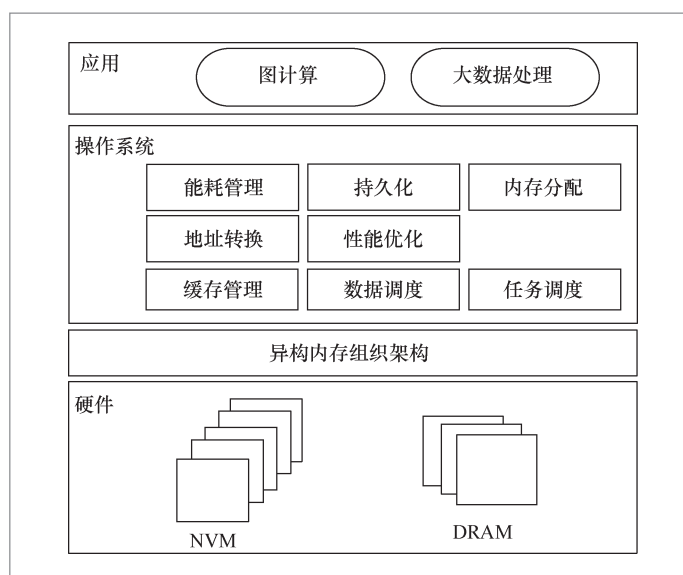 应用
图计算 大数据处理
操作系统
能耗管理 持久化 内存分配
地址转换 性能优化
缓存管理 数据调度 任务调度
异构内存组织架构
硬件
NVM DRAM